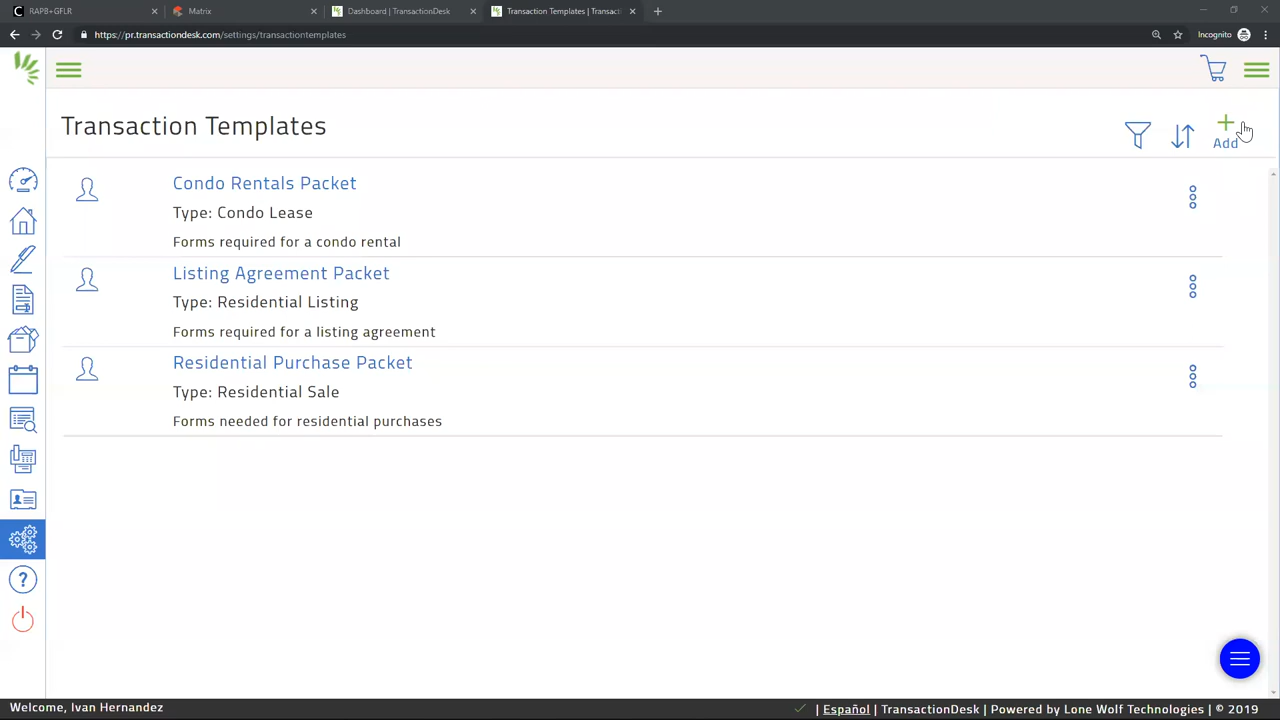 RAPB+GFLR
Matrix
Dashboard | TransactionDesk
Transaction Templates | Transact
https://pr.transactiondesk.com/settings/transactiontemplates
Incognito
Transaction Templates
Add
Condo Rentals Packet
Type: Condo Lease
Forms required for a condo rental
Listing Agreement Packet
Type: Residential Listing
Forms required for a listing agreement
Residential Purchase Packet
Type: Residential Sale
Forms needed for residential purchases
Welcome, Ivan Hernandez
| Español | TransactionDesk | Powered by Lone Wolf Technologies | © 2019